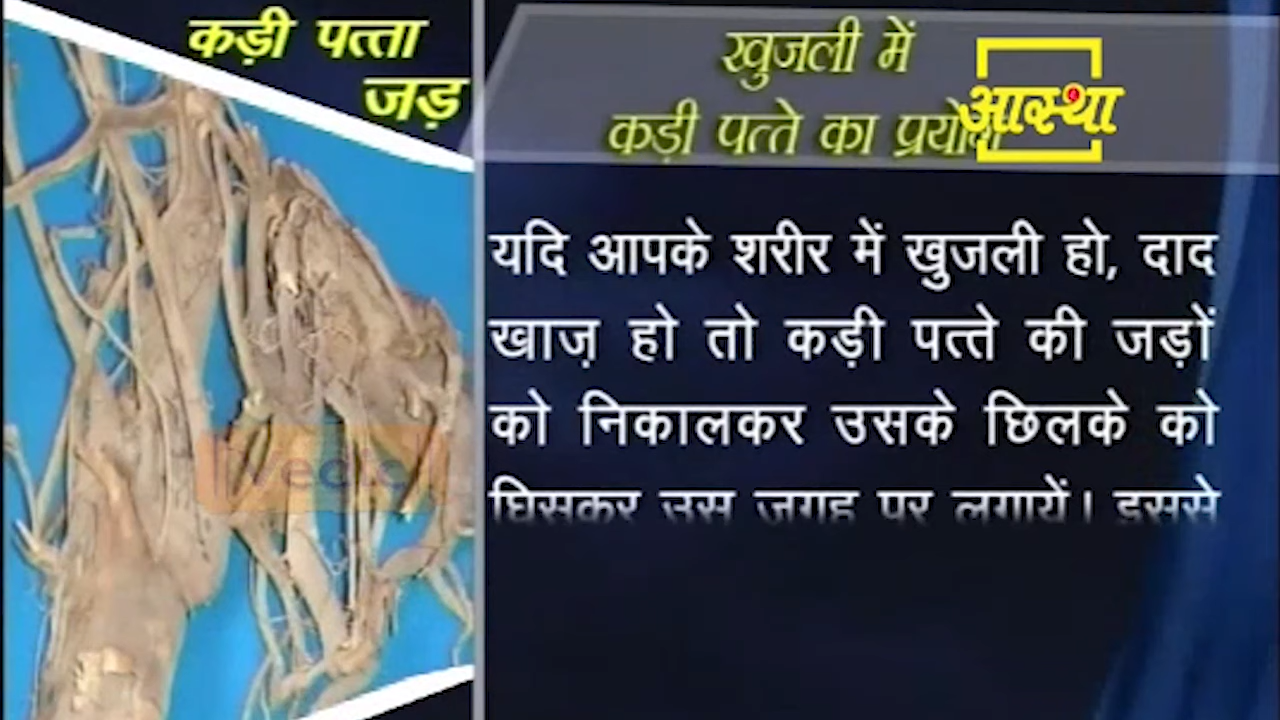 कड़ी पत्ता
जड़
खुजली में
कड़ी पत्ते का प्रयोग
आस्था
यदि आपके शरीर में खुजली हो, दाद
खाज़ हो तो कड़ी पत्ते की जड़ों
को निकालकर उसके छिलके को
घिसकर उस जगह पर लगायें। इससे
vedic